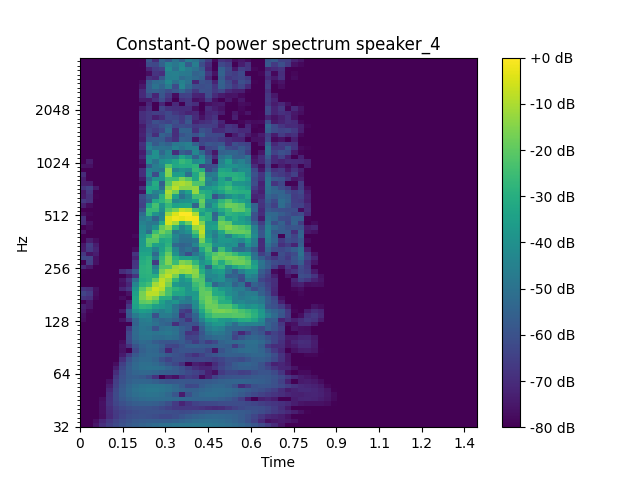 Constant-Q power spectrum speaker_4
Hz
2048
1024
512
256
128
64
32
0 0.15 0.3 0.45 0.6 0.75 0.9 1.1 1.2 1.4
Time
+0 dB
-10 dB
-20 dB
-30 dB
-40 dB
-50 dB
-60 dB
-70 dB
-80 dB